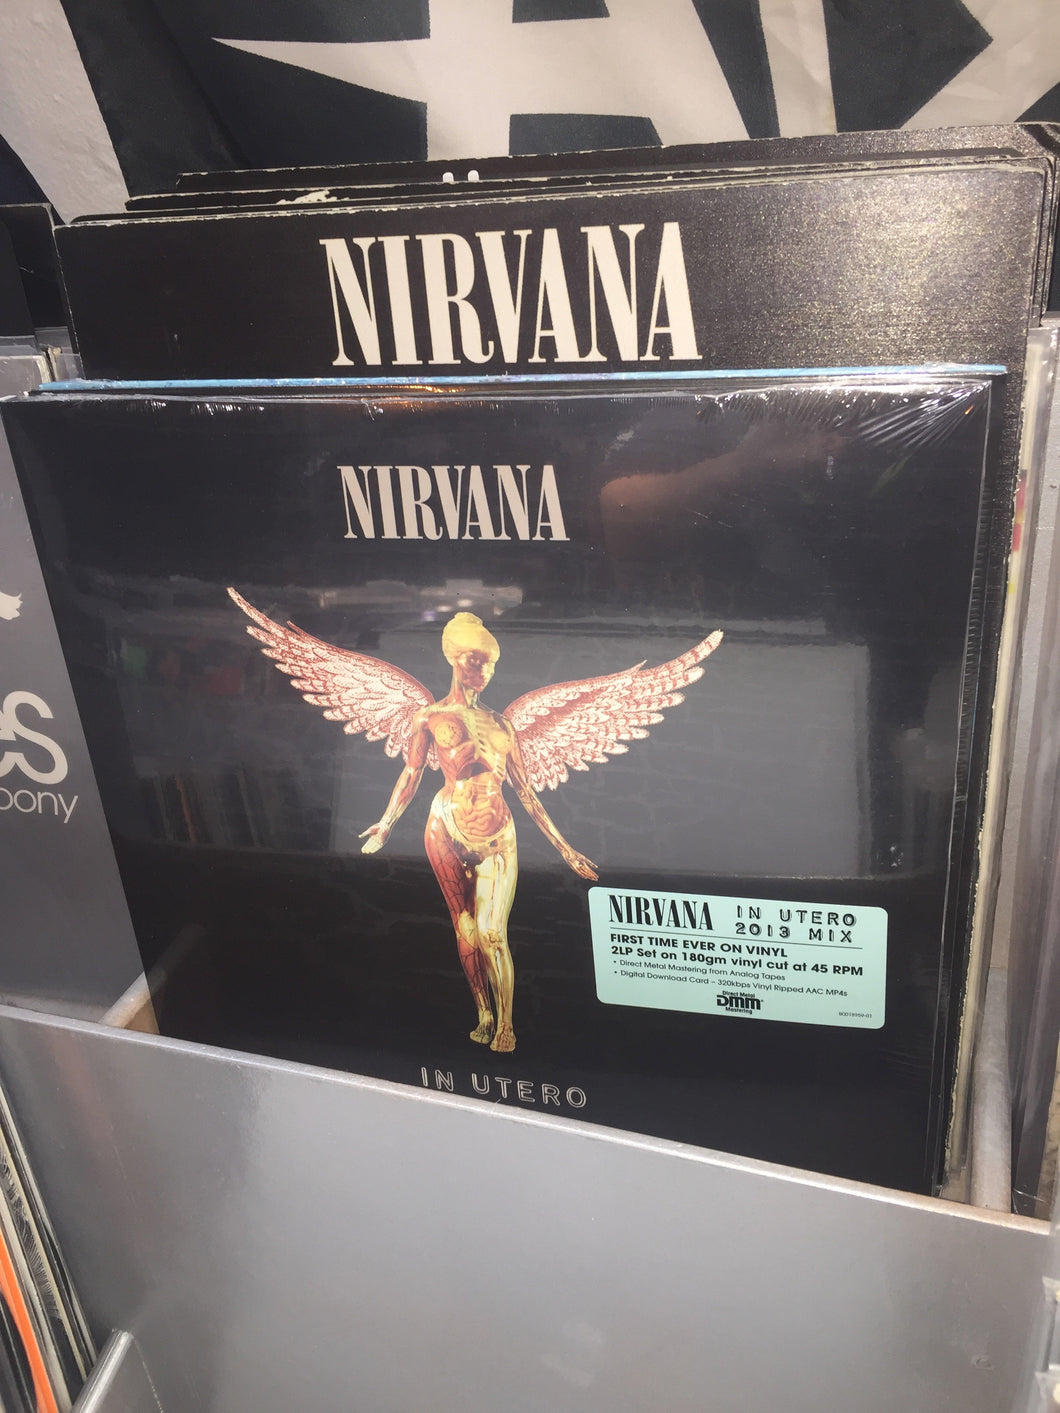 NIRVANA
NIRVANA
NIRVANA IN UTERO
2013 MIX
FIRST TIME EVER ON VINYL
2LP Set on 180gm vinyl cut at 45 RPM
• Direct Metal Mastering from Analog Tapes
• Digital Download Card – 320kbps Vinyl Ripped AAC MP4s
Direct Metal
DMM
Mastering
B0018959-01
IN UTERO